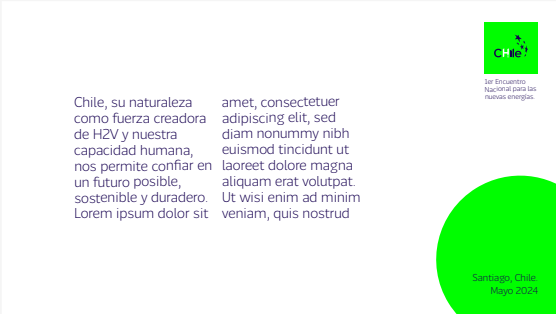 Chile, su naturaleza
como fuerza creadora
de H2V y nuestra
capacidad humana,
nos permite confiar en
un futuro posible,
sostenible y duradero.
Lorem ipsum dolor sit
amet, consectetuer
adipiscing elit, sed
diam nonummy nibh
euismod tincidunt ut
laoreet dolore magna
aliquam erat volutpat.
Ut wisi enim ad minim
veniam, quis nostrud
CHile
1er Encuentro
Nacional para las
nuevas energías.
Santiago, Chile.
Mayo 2024